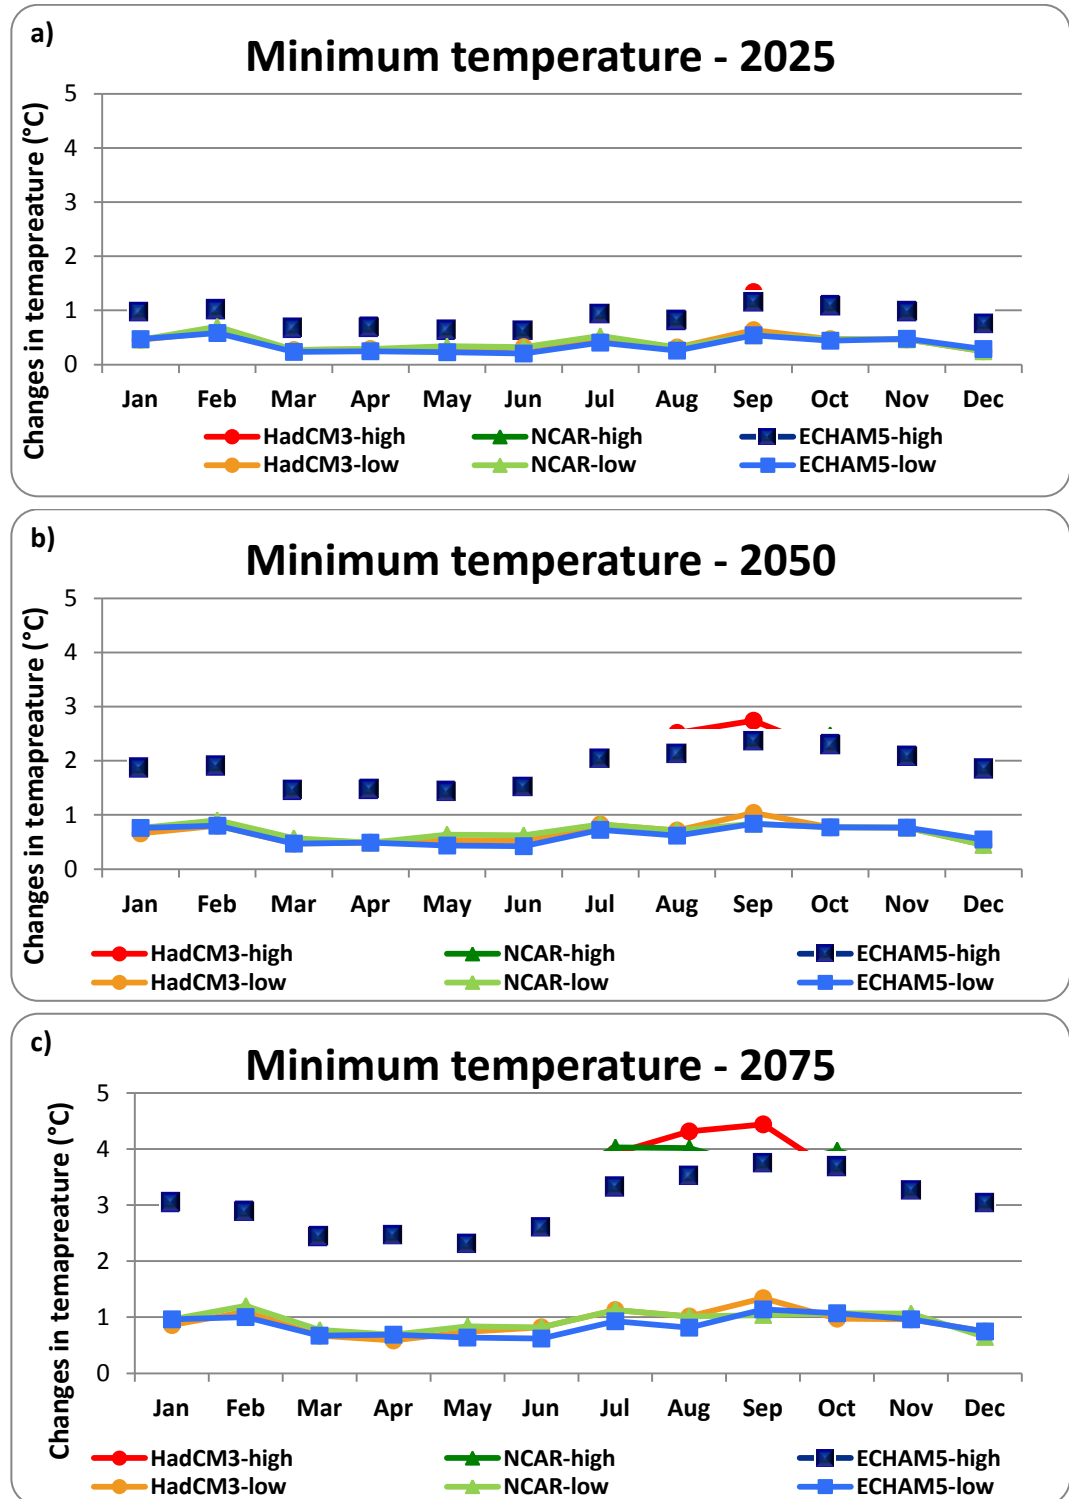 a)
Minimum temperature - 2025
Changes in temapreature (°C)
5
4
3
2
1
0
Jan Feb Mar Apr May Jun Jul Aug Sep Oct Nov Dec
HadCM3-high NCAR-high ECHAM5-high
HadCM3-low NCAR-low ECHAM5-low
b)
Minimum temperature - 2050
Changes in temapreature (°C)
5
4
3
2
1
0
Jan Feb Mar Apr May Jun Jul Aug Sep Oct Nov Dec
HadCM3-high NCAR-high ECHAM5-high
HadCM3-low NCAR-low ECHAM5-low
c)
Minimum temperature - 2075
Changes in temapreature (°C)
5
4
3
2
1
0
Jan Feb Mar Apr May Jun Jul Aug Sep Oct Nov Dec
HadCM3-high NCAR-high ECHAM5-high
HadCM3-low NCAR-low ECHAM5-low